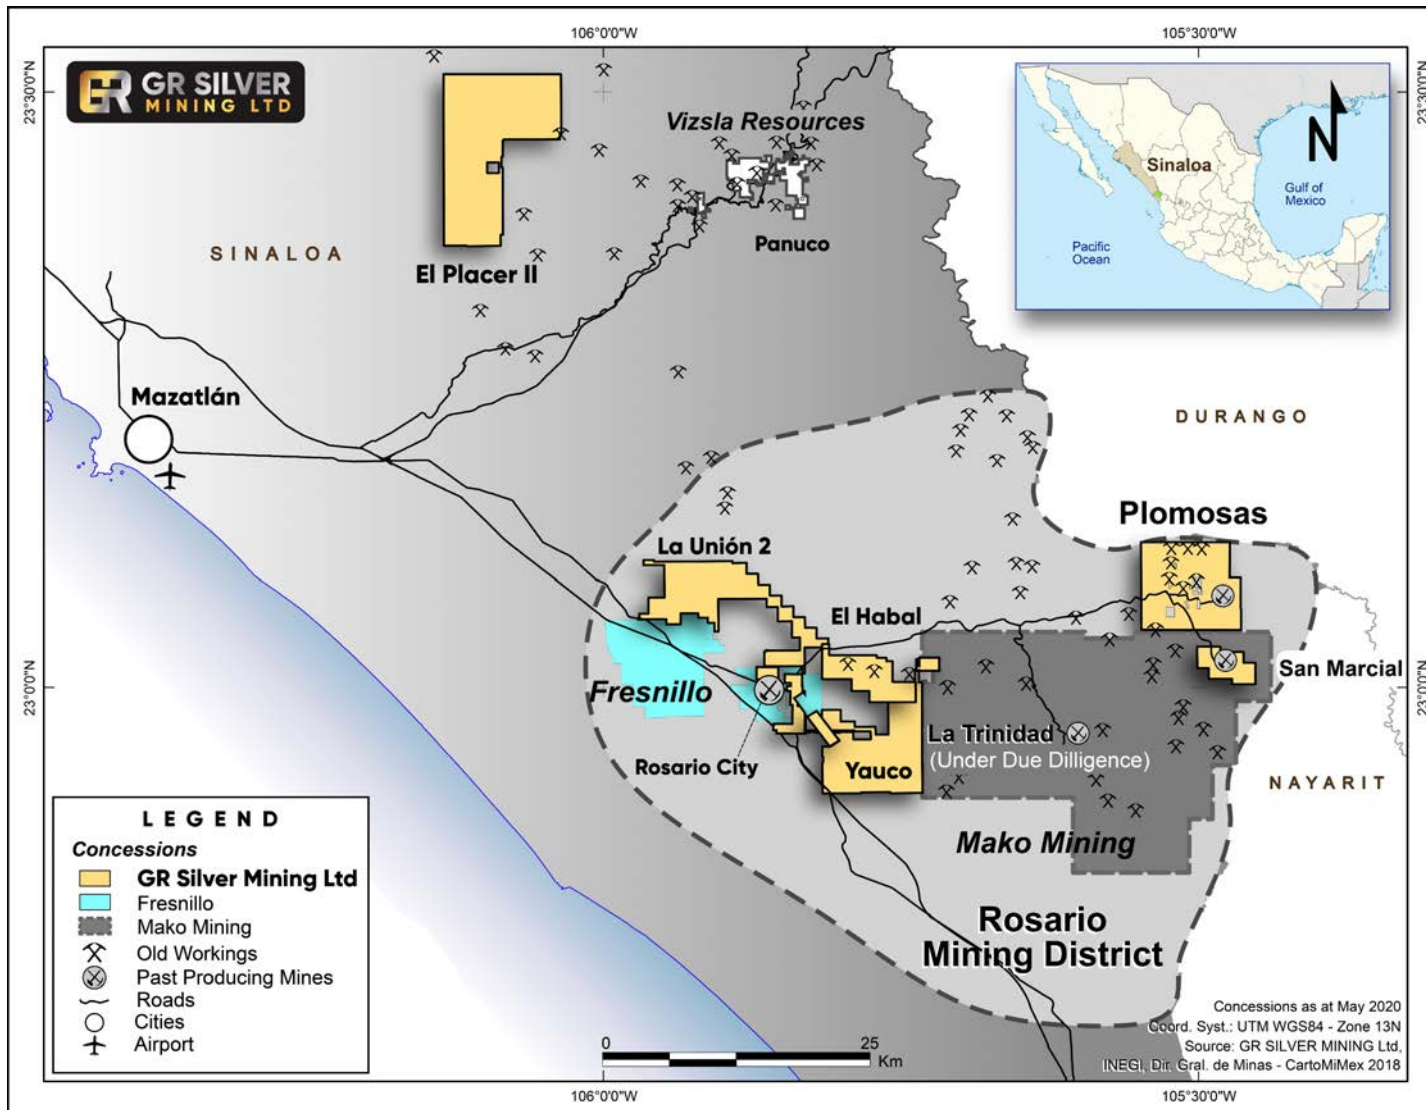 106°0'0"W
105°30'0"W
23°30'0"N
23°30'0"N
GR GR SILVER
MINING LTD
Vizsla Resources
N
Sinaloa
Gulf of
Mexico
Pacific
Ocean
SINALOA
Panuco
El Placer II
Mazatlán
DURANGO
Plomosas
La Unión 2
El Habal
San Marcial
23°0'0"N
23°0'0"N
Fresnillo
La Trinidad
(Under Due Dilligence)
Rosario City
Yauco
NAYARIT
Mako Mining
Rosario
Mining District
LEGEND
Concessions
GR Silver Mining Ltd
Fresnillo
Mako Mining
Old Workings
Past Producing Mines
Roads
Cities
Airport
0
25
Km
Concessions as at May 2020
Coord. Syst.: UTM WGS84 - Zone 13N
Source: GR SILVER MINING Ltd,
INEGI, Dir. Gral. de Minas - CartoMiMex 2018
106°0'0"W
105°30'0"W